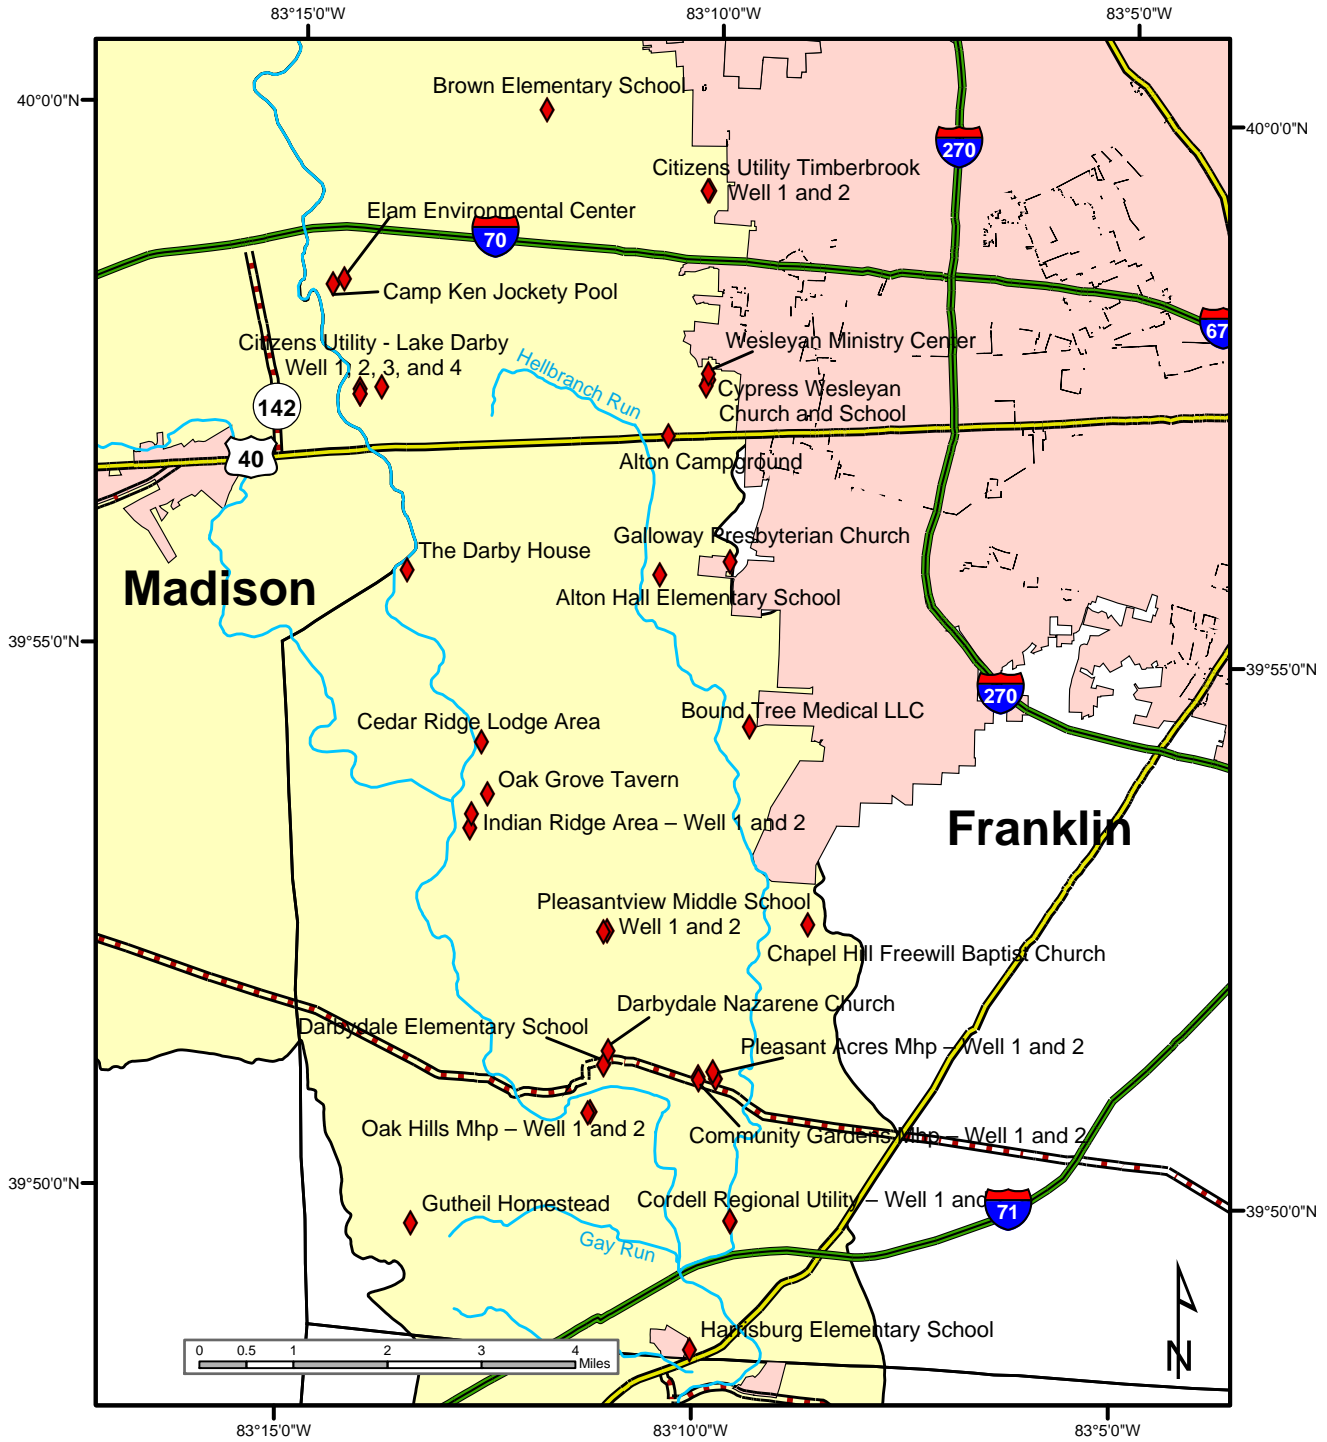 83°15'0"W
83°10'0"W
83°5'0"W
40°0'0"N
40°0'0"N
Brown Elementary School
270
Citizens Utility Timberbrook
Well 1 and 2
Elam Environmental Center
70
Camp Ken Jockety Pool
67
Citizens Utility - Lake Darby
Well 1, 2, 3, and 4
Wesleyan Ministry Center
Hellbranch Run
Cypress Wesleyan
Church and School
142
40
Alton Campground
Galloway Presbyterian Church
The Darby House
Madison
Alton Hall Elementary School
39°55'0"N
39°55'0"N
270
Bound Tree Medical LLC
Cedar Ridge Lodge Area
Oak Grove Tavern
Indian Ridge Area – Well 1 and 2
Franklin
Pleasantview Middle School
Well 1 and 2
Chapel Hill Freewill Baptist Church
Darbydale Nazarene Church
Darbydale Elementary School
Pleasant Acres Mhp – Well 1 and 2
Oak Hills Mhp – Well 1 and 2
Community Gardens Mhp – Well 1 and 2
39°50'0"N
39°50'0"N
Gutheil Homestead
Cordell Regional Utility – Well 1 and
71
Gay Run
Harrisburg Elementary School
0 0.5 1 2 3 4
Miles
N
83°15'0"W
83°10'0"W
83°5'0"W